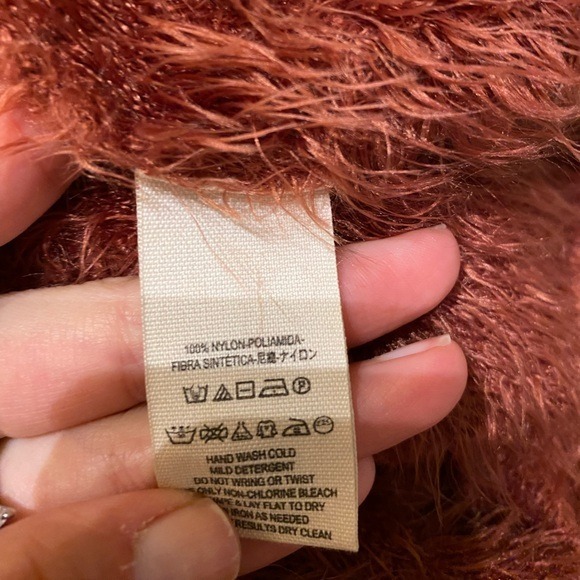 100% NYLON-POLIAMIDA-
FIBRA SINTÉTICA-尼龍-ナイロン
HAND WASH COLD
MILD DETERGENT
DO NOT WRING OR TWIST
ONLY NON-CHLORINE BLEACH
& LAY FLAT TO DRY
IRON AS NEEDED
RESULTS DRY CLEAN